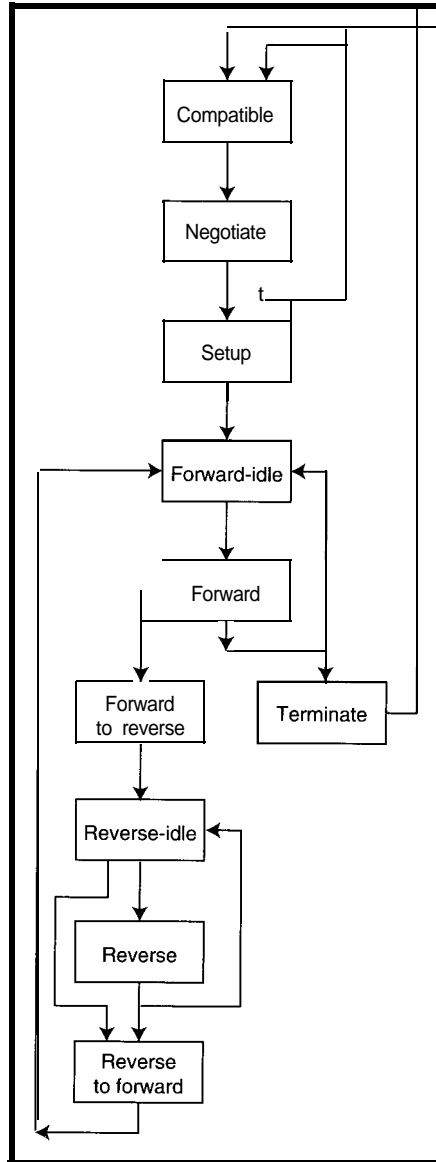 Compatible
Negotiate
t
Setup
Forward-idle
Forward
Forward
to reverse
Terminate
Reverse-idle
Reverse
Reverse
to forward